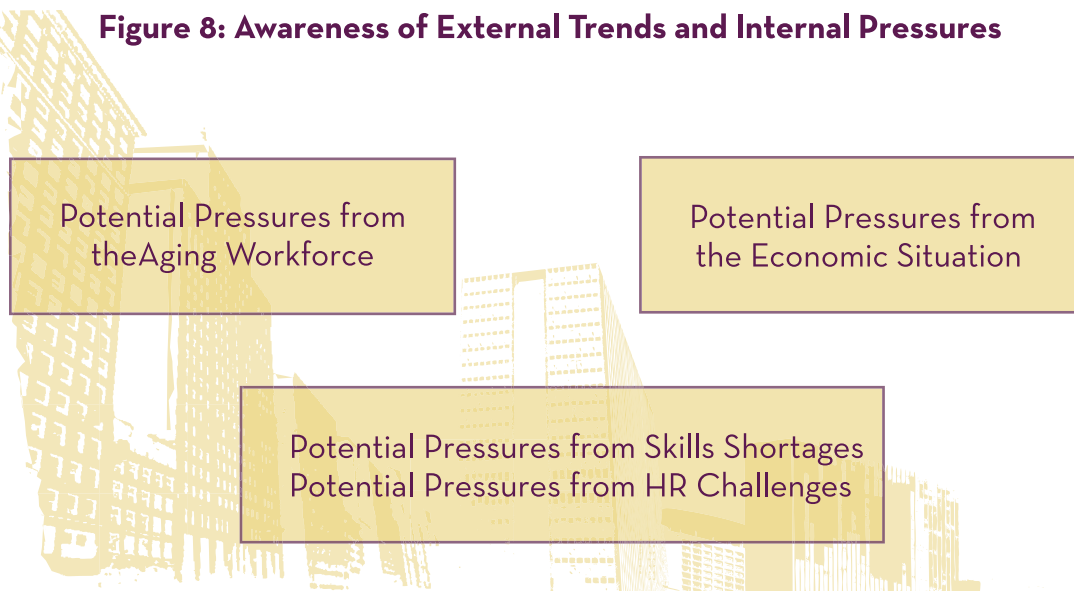 Figure 8: Awareness of External Trends and Internal Pressures
Potential Pressures from
theAging Workforce
Potential Pressures from
the Economic Situation
Potential Pressures from Skills Shortages
Potential Pressures from HR Challenges